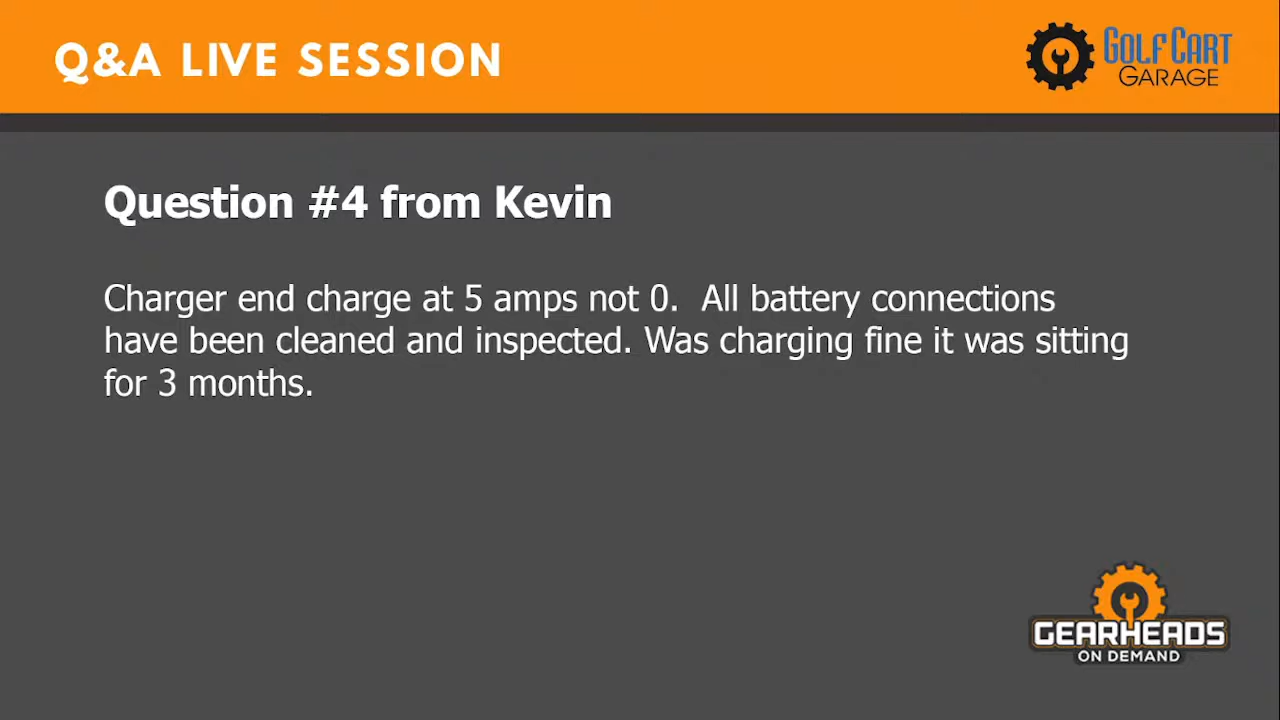 Q&A LIVE SESSION
GOLF CART
GARAGE
Question #4 from Kevin
Charger end charge at 5 amps not 0.  All battery connections
have been cleaned and inspected. Was charging fine it was sitting
for 3 months.
GEARHEADS
ON DEMAND